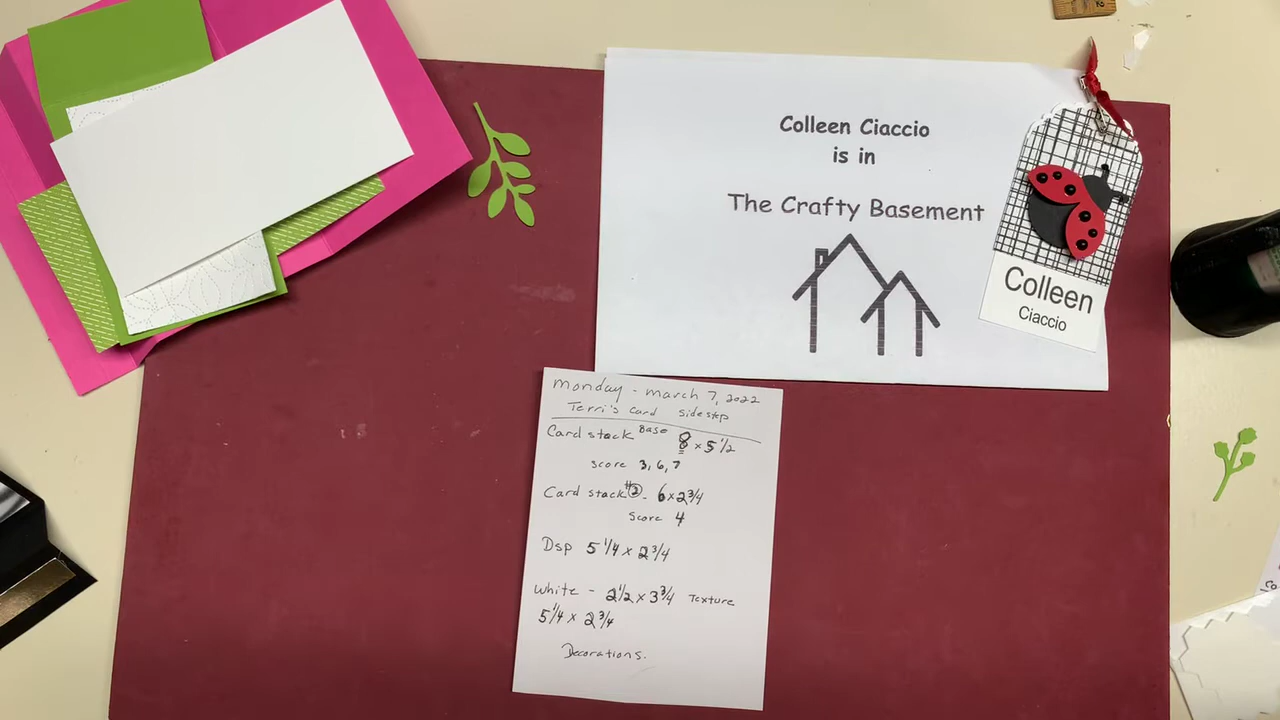 Colleen Ciaccio
is in
The Crafty Basement
Colleen
Ciaccio
monday - march 7, 2022
Terri's card sidestep
Card stock Base 8 x 5 1/2
score 3, 6, 7
Card stack #2 - 6 x 2 3/4
Score 4
Dsp 5 1/4 x 2 3/4
White - 2 1/2 x 3 3/4 Texture
5 1/4 x 2 3/4
Decorations.